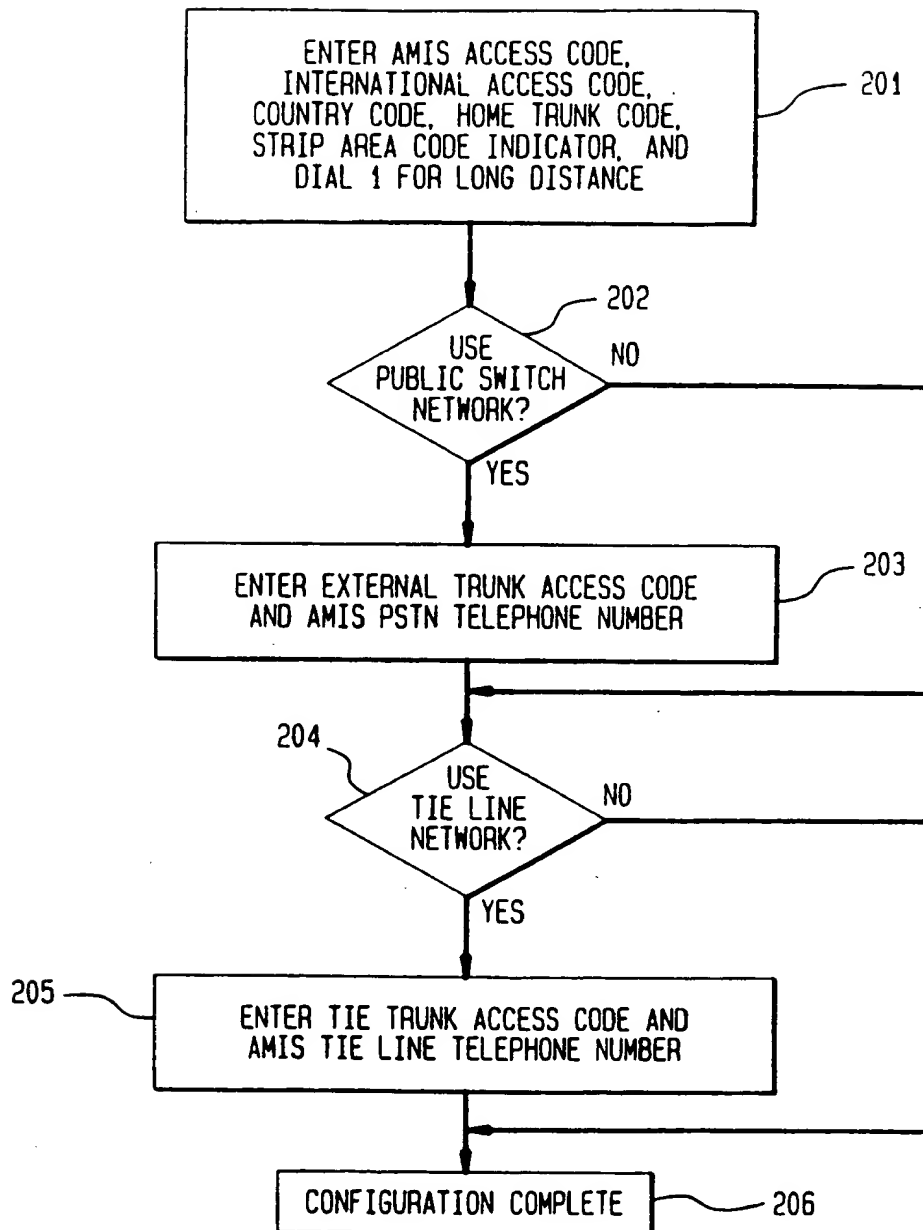 ENTER AMIS ACCESS CODE,
INTERNATIONAL ACCESS CODE,
COUNTRY CODE, HOME TRUNK CODE,
STRIP AREA CODE INDICATOR, AND
DIAL 1 FOR LONG DISTANCE
201
202
USE
PUBLIC SWITCH
NETWORK?
NO
YES
203
ENTER EXTERNAL TRUNK ACCESS CODE
AND AMIS PSTN TELEPHONE NUMBER
204
USE
TIE LINE
NETWORK?
NO
YES
205
ENTER TIE TRUNK ACCESS CODE AND
AMIS TIE LINE TELEPHONE NUMBER
CONFIGURATION COMPLETE
206